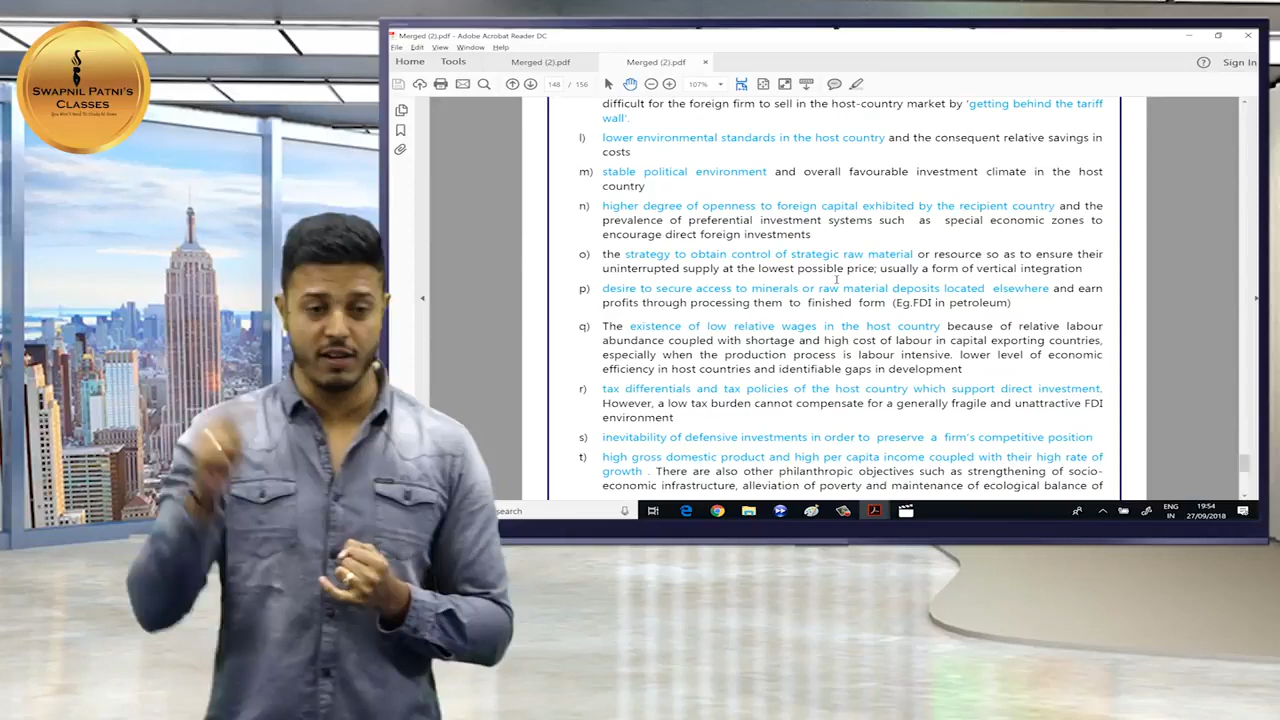 SWAPNIL PATNI'S
CLASSES
You Won't Need To Study At Home
Merged (2).pdf - Adobe Acrobat Reader DC
File Edit View Window Help
Home Tools Merged (2).pdf Merged (2).pdf × Sign In
148 / 156 107%
difficult for the foreign firm to sell in the host-country market by 'getting behind the tariff
wall'.
l) lower environmental standards in the host country and the consequent relative savings in
costs
m) stable political environment and overall favourable investment climate in the host
country
n) higher degree of openness to foreign capital exhibited by the recipient country and the
prevalence of preferential investment systems such as special economic zones to
encourage direct foreign investments
o) the strategy to obtain control of strategic raw material or resource so as to ensure their
uninterrupted supply at the lowest possible price; usually a form of vertical integration
p) desire to secure access to minerals or raw material deposits located elsewhere and earn
profits through processing them to finished form (Eg.FDI in petroleum)
q) The existence of low relative wages in the host country because of relative labour
abundance coupled with shortage and high cost of labour in capital exporting countries,
especially when the production process is labour intensive. lower level of economic
efficiency in host countries and identifiable gaps in development
r) tax differentials and tax policies of the host country which support direct investment.
However, a low tax burden cannot compensate for a generally fragile and unattractive FDI
environment
s) inevitability of defensive investments in order to preserve a firm's competitive position
t) high gross domestic product and high per capita income coupled with their high rate of
growth . There are also other philanthropic objectives such as strengthening of socio-
economic infrastructure, alleviation of poverty and maintenance of ecological balance of
search
ENG
IN
19:54
27/09/2018